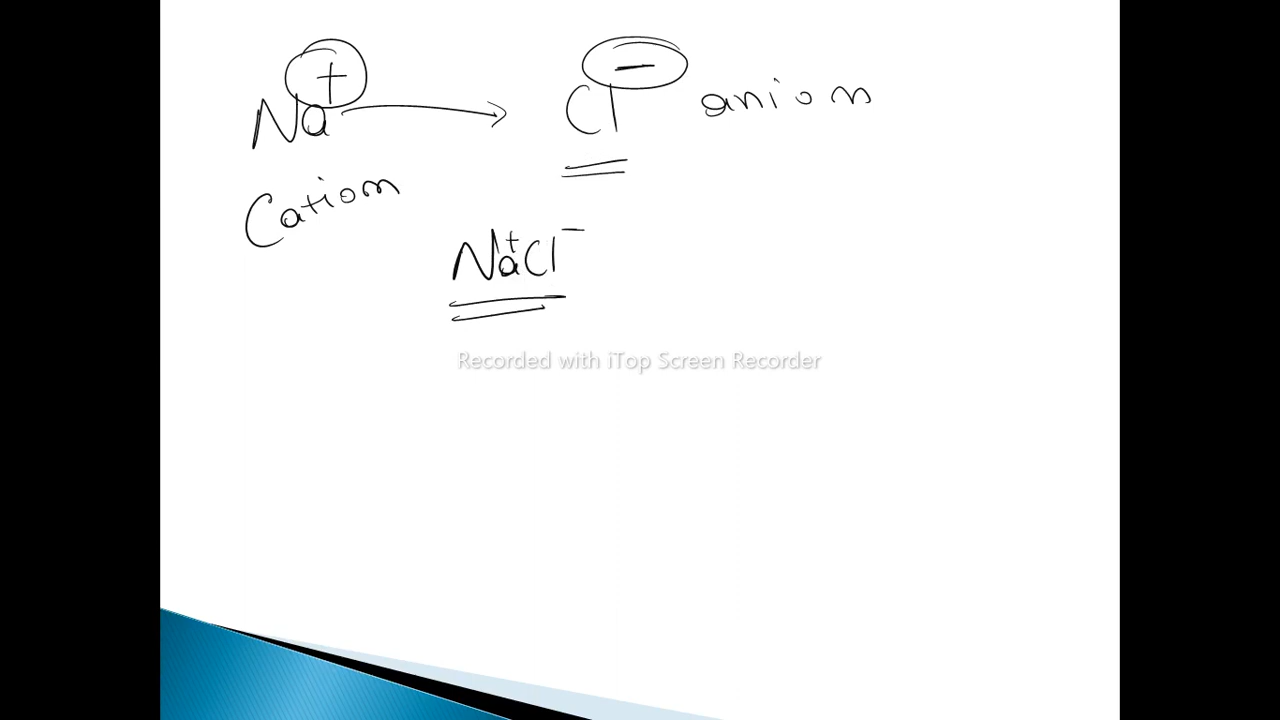 Na+ → Cl− anion
Cation
Na+Cl−
Recorded with iTop Screen Recorder